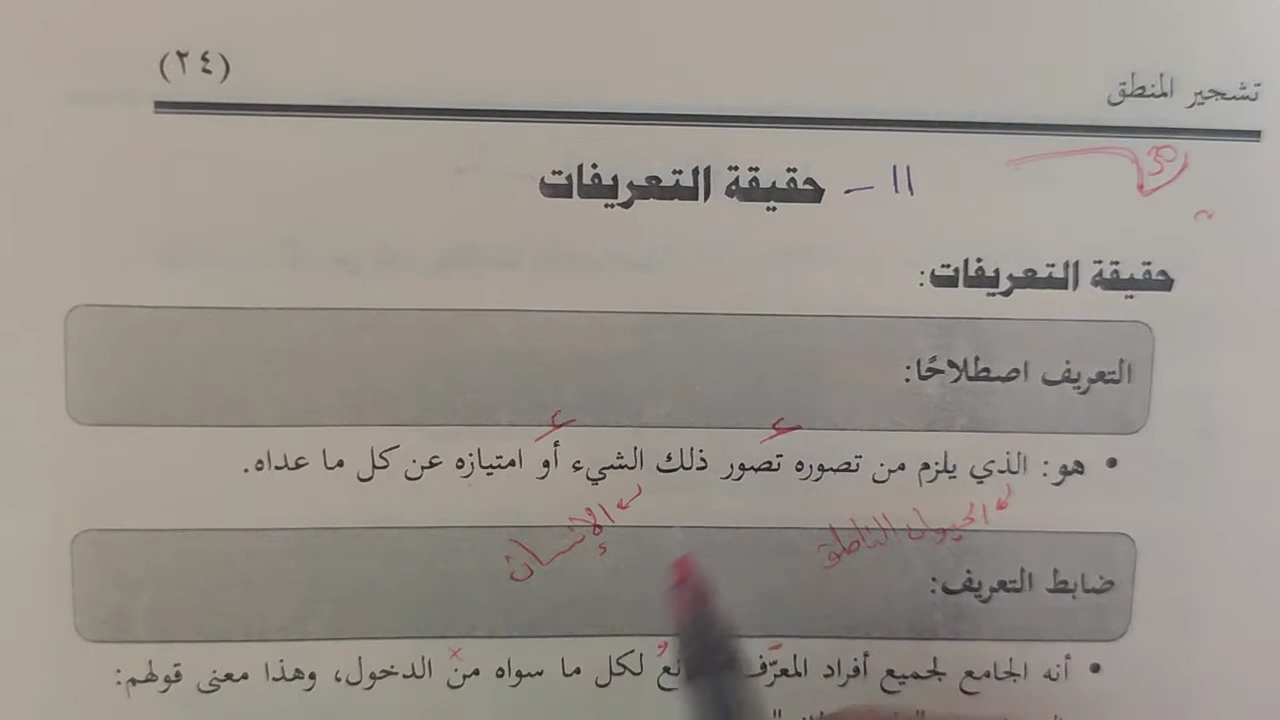 (٢٤)
تشجير المنطق
١١ - حقيقة التعريفات
حقيقة التعريفات:
التعريف اصطلاحًا:
• هو: الذي يلزم من تصوره تصور ذلك الشيء أو امتيازه عن كل ما عداه.
الحيوان الناطق الإنسان
ضابط التعريف:
• أنه الجامع لجميع أفراد المعرّف لكل ما سواه من الدخول، وهذا معنى قولهم: